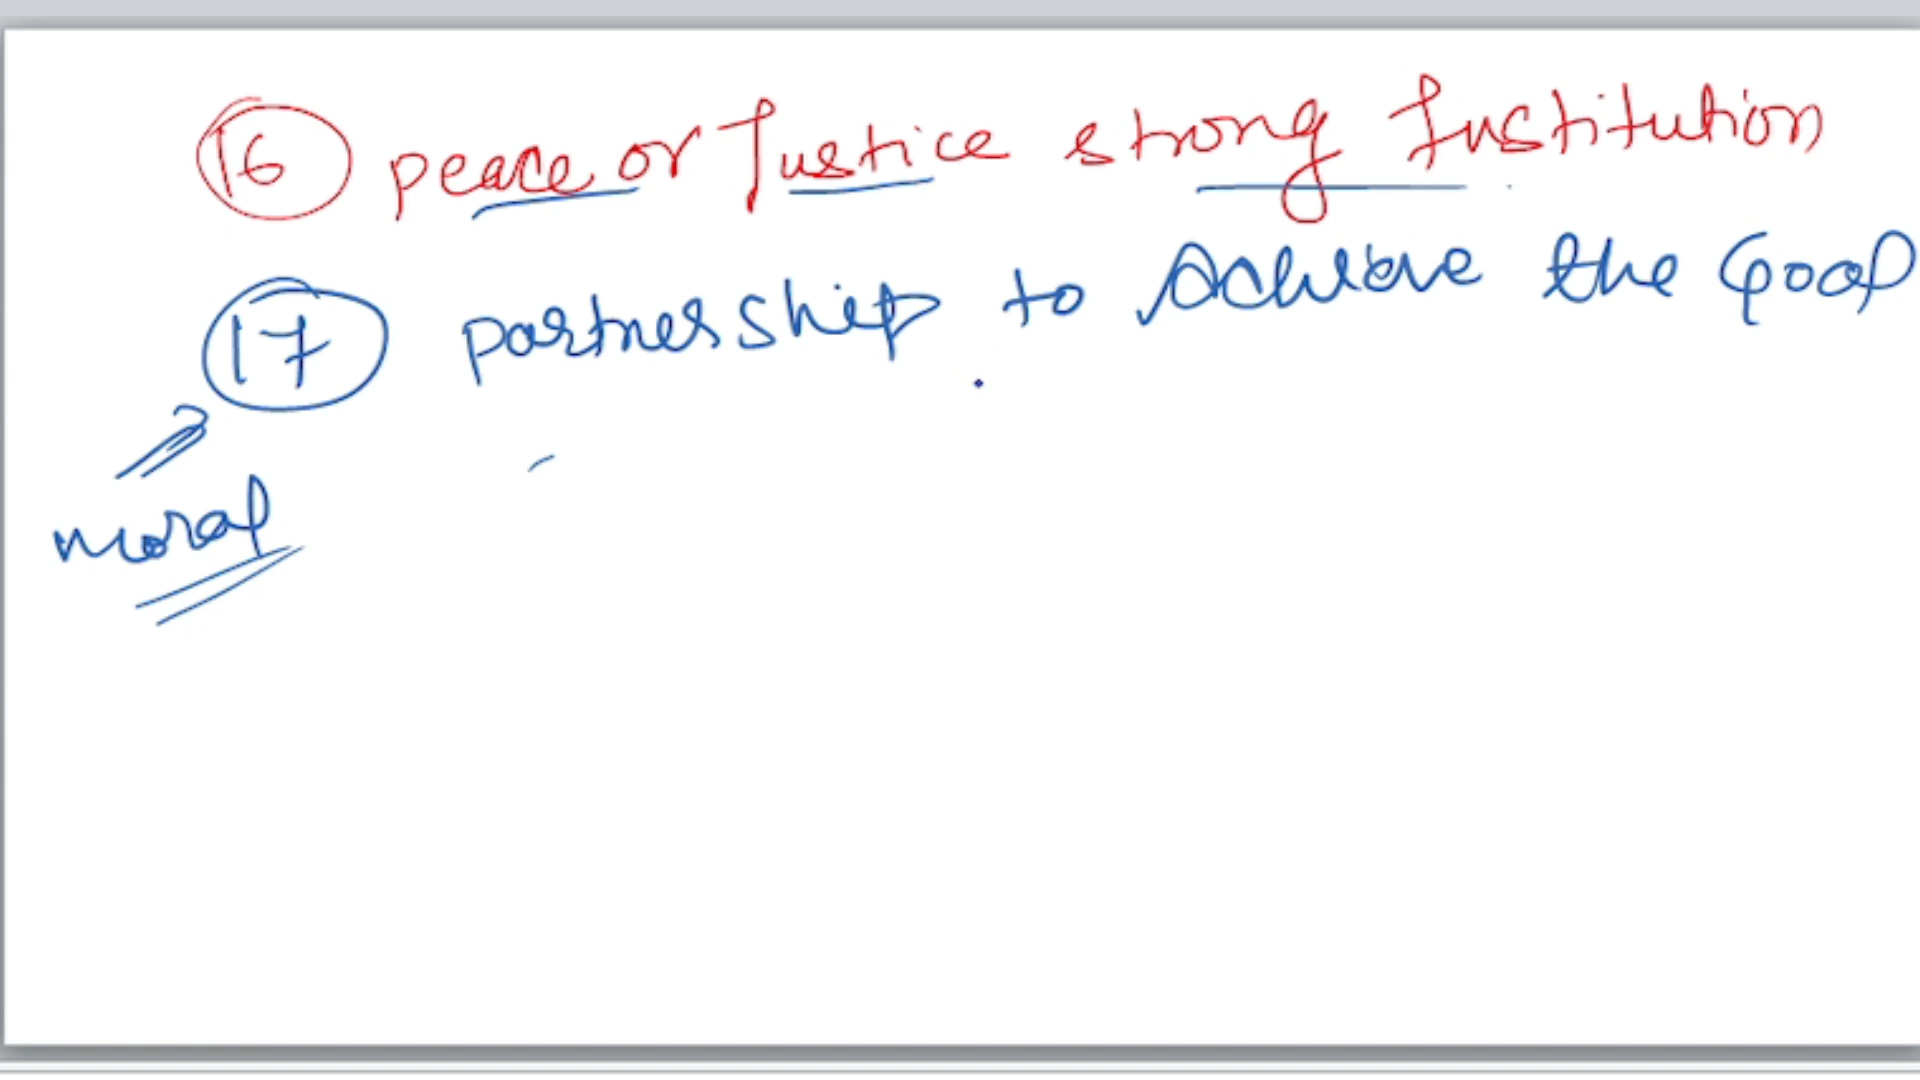 16 peace or Justice strong Institution
17 partnership to Achieve the Goal
moral